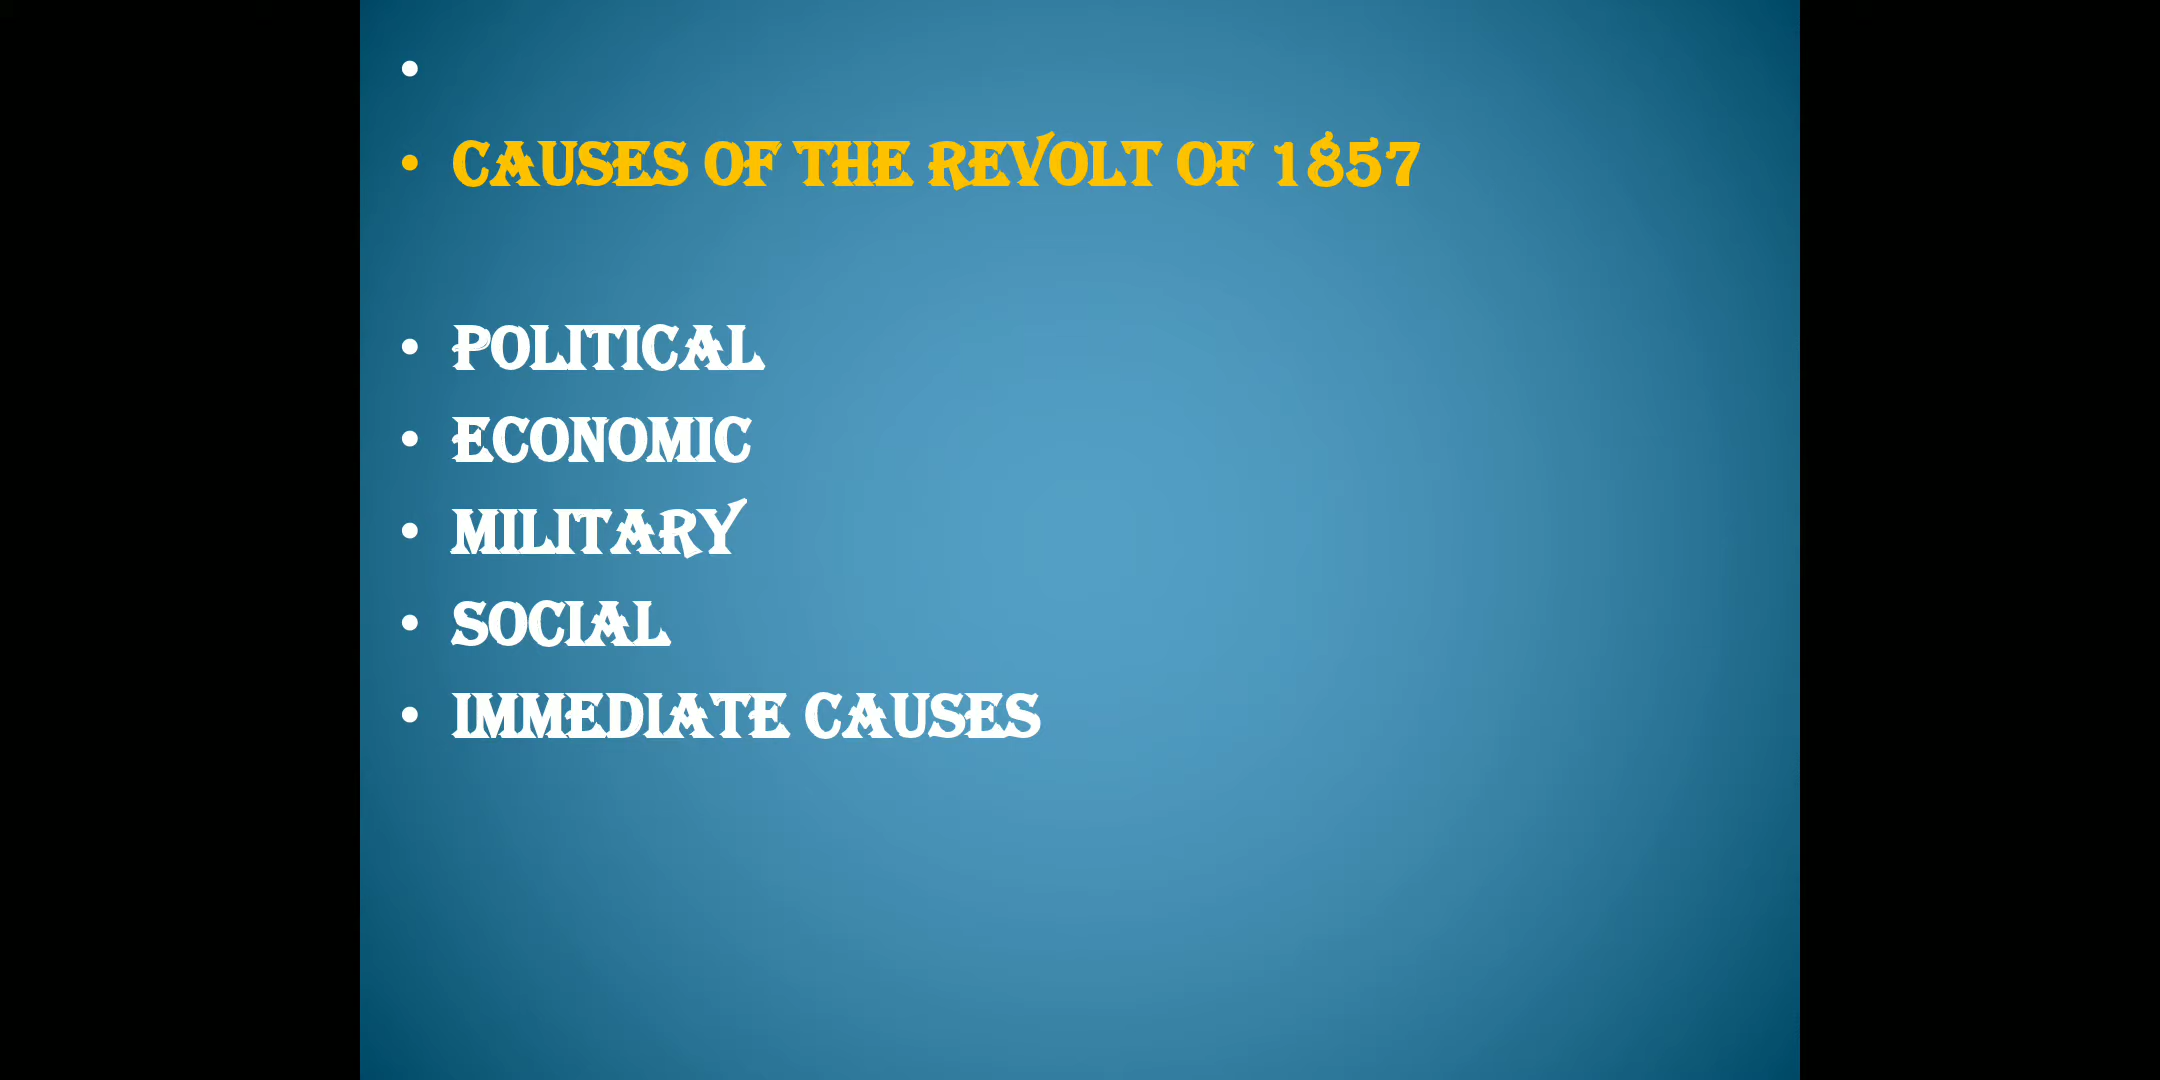 •
• CAUSES OF THE REVOLT OF 1857
• POLITICAL
• ECONOMIC
• MILITARY
• SOCIAL
• IMMEDIATE CAUSES